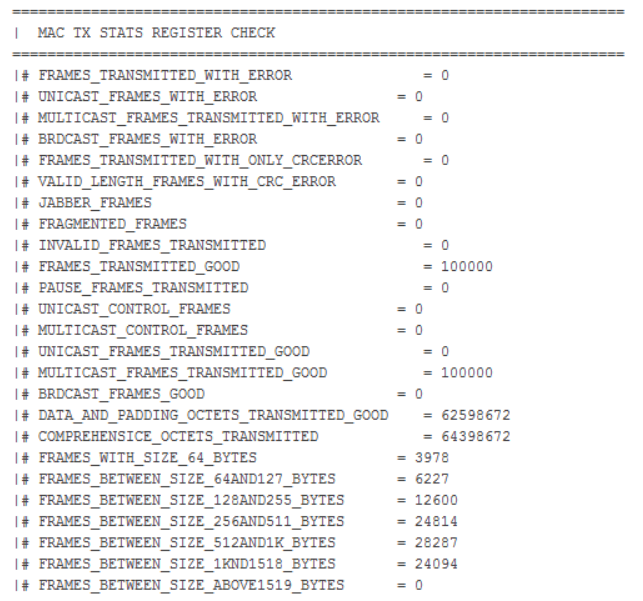 ======================================================================
| MAC TX STATS REGISTER CHECK
======================================================================
|# FRAMES_TRANSMITTED_WITH_ERROR = 0
|# UNICAST_FRAMES_WITH_ERROR = 0
|# MULTICAST_FRAMES_TRANSMITTED_WITH_ERROR = 0
|# BRDCAST_FRAMES_WITH_ERROR = 0
|# FRAMES_TRANSMITTED_WITH_ONLY_CRCERROR = 0
|# VALID_LENGTH_FRAMES_WITH_CRC_ERROR = 0
|# JABBER_FRAMES = 0
|# FRAGMENTED_FRAMES = 0
|# INVALID_FRAMES_TRANSMITTED = 0
|# FRAMES_TRANSMITTED_GOOD = 100000
|# PAUSE_FRAMES_TRANSMITTED = 0
|# UNICAST_CONTROL_FRAMES = 0
|# MULTICAST_CONTROL_FRAMES = 0
|# UNICAST_FRAMES_TRANSMITTED_GOOD = 0
|# MULTICAST_FRAMES_TRANSMITTED_GOOD = 100000
|# BRDCAST_FRAMES_GOOD = 0
|# DATA_AND_PADDING_OCTETS_TRANSMITTED_GOOD = 62598672
|# COMPREHENSICE_OCTETS_TRANSMITTED = 64398672
|# FRAMES_WITH_SIZE_64_BYTES = 3978
|# FRAMES_BETWEEN_SIZE_64AND127_BYTES = 6227
|# FRAMES_BETWEEN_SIZE_128AND255_BYTES = 12600
|# FRAMES_BETWEEN_SIZE_256AND511_BYTES = 24814
|# FRAMES_BETWEEN_SIZE_512AND1K_BYTES = 28287
|# FRAMES_BETWEEN_SIZE_1KND1518_BYTES = 24094
|# FRAMES_BETWEEN_SIZE_ABOVE1519_BYTES = 0